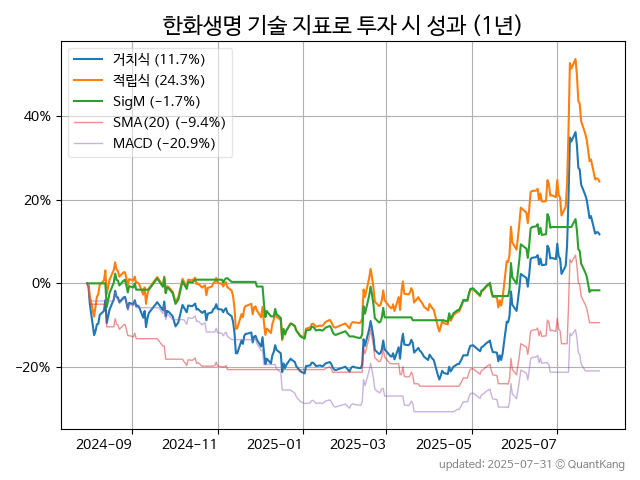 한화생명 기술 지표로 투자 시 성과 (1년)
거치식 (11.7%)
적립식 (24.3%)
SigM (−1.7%)
SMA(20) (−9.4%)
MACD (−20.9%)
40%
20%
0%
−20%
2024-09 2024-11 2025-01 2025-03 2025-05 2025-07
updated: 2025-07-31 © QuantKang